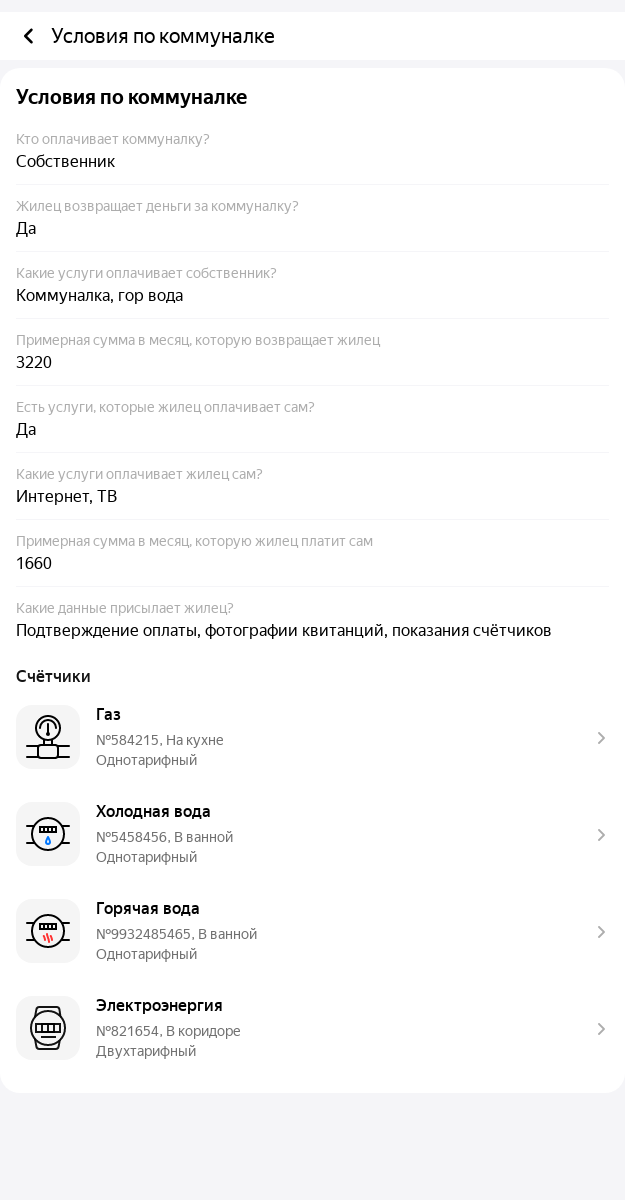 Условия по коммуналке
Условия по коммуналке
Кто оплачивает коммуналку?
Собственник
Жилец возвращает деньги за коммуналку?
Да
Какие услуги оплачивает собственник?
Коммуналка, гор вода
Примерная сумма в месяц, которую возвращает жилец
3220
Есть услуги, которые жилец оплачивает сам?
Да
Какие услуги оплачивает жилец сам?
Интернет, ТВ
Примерная сумма в месяц, которую жилец платит сам
1660
Какие данные присылает жилец?
Подтверждение оплаты, фотографии квитанций, показания счётчиков
Счётчики
Газ
№584215, На кухне
Однотарифный
Холодная вода
№5458456, В ванной
Однотарифный
Горячая вода
№9932485465, В ванной
Однотарифный
Электроэнергия
№821654, В коридоре
Двухтарифный